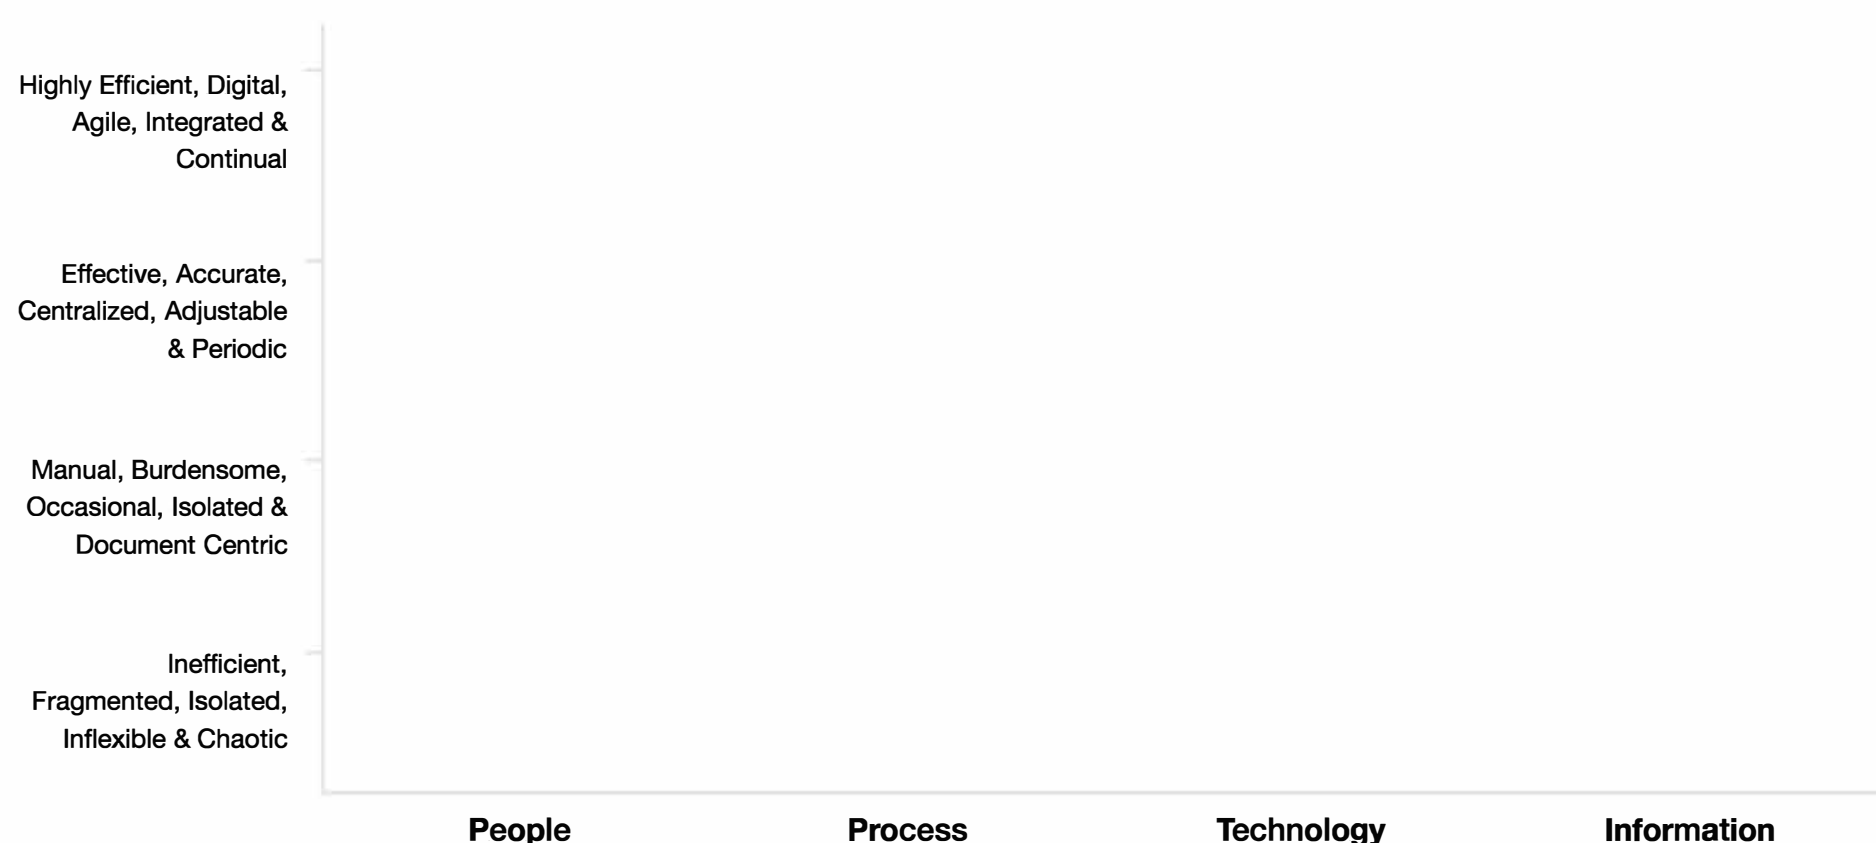 Highly Efficient, Digital,
Agile, Integrated &
Continual
Effective, Accurate,
Centralized, Adjustable
& Periodic
Manual, Burdensome,
Occasional, Isolated &
Document Centric
Inefficient,
Fragmented, Isolated,
Inflexible & Chaotic
People Process Technology Information